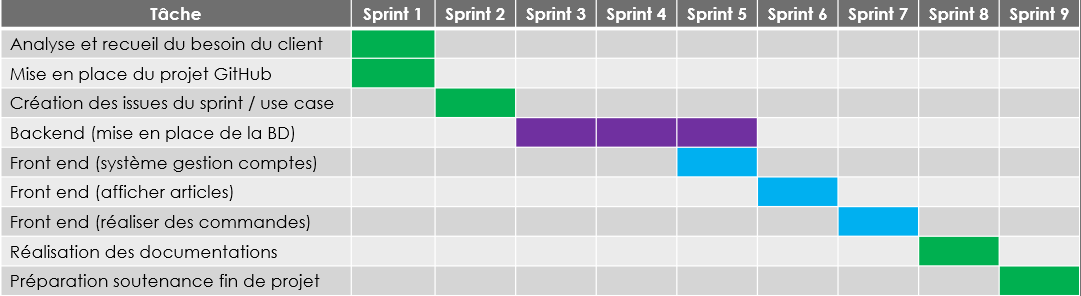 Tâche Sprint 1 Sprint 2 Sprint 3 Sprint 4 Sprint 5 Sprint 6 Sprint 7 Sprint 8 Sprint 9
Analyse et recueil du besoin du client
Mise en place du projet GitHub
Création des issues du sprint / use case
Backend (mise en place de la BD)
Front end (système gestion comptes)
Front end (afficher articles)
Front end (réaliser des commandes)
Réalisation des documentations
Préparation soutenance fin de projet